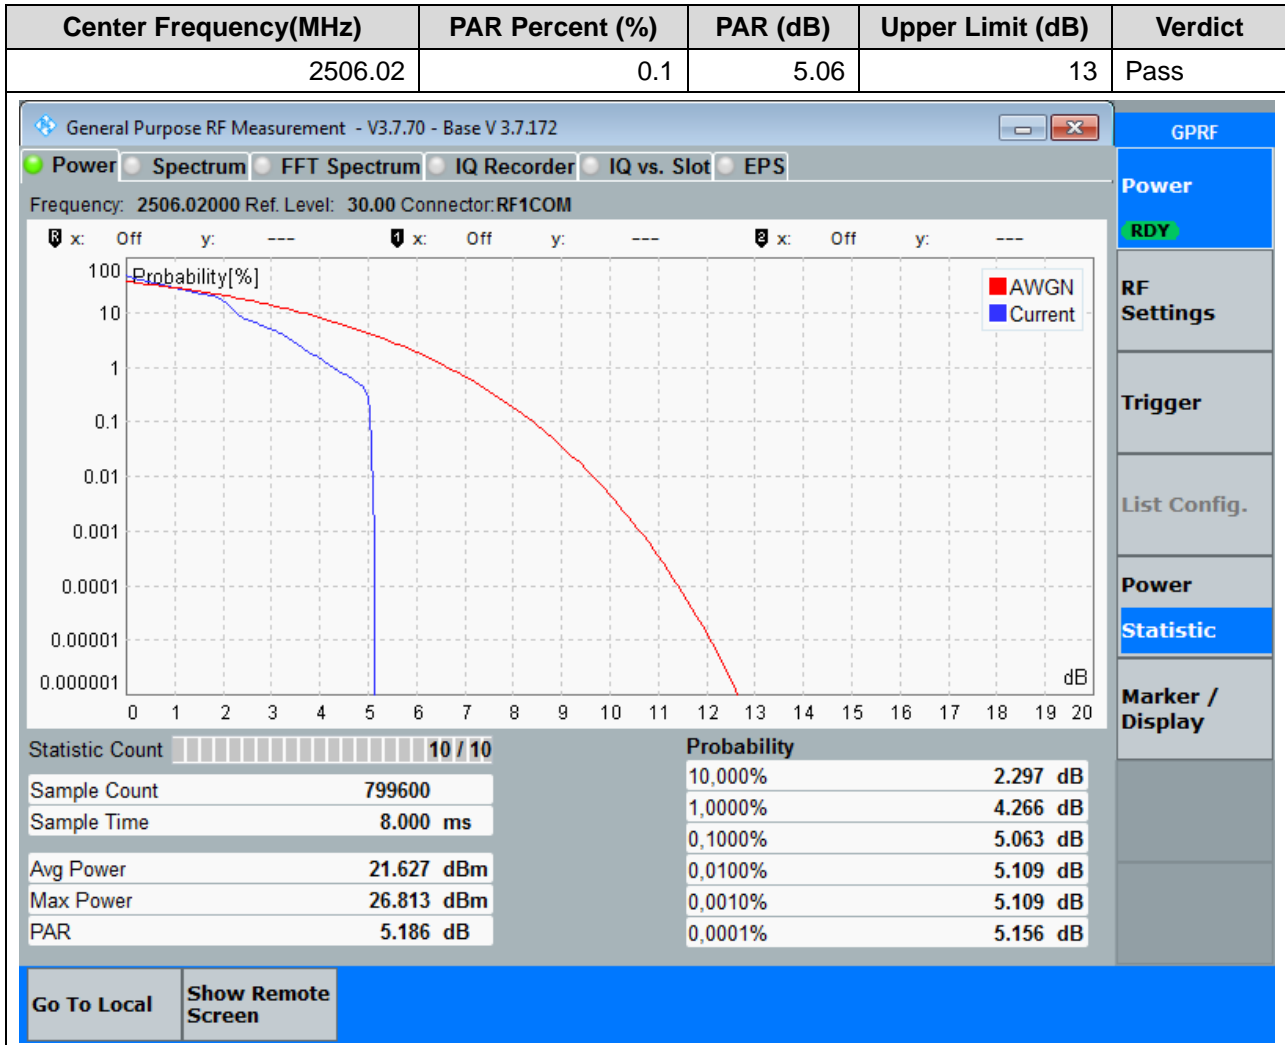 Center Frequency(MHz) PAR Percent (%) PAR (dB) Upper Limit (dB) Verdict
2506.02 0.1 5.06 13 Pass
General Purpose RF Measurement - V3.7.70 - Base V 3.7.172
GPRF
Power Spectrum FFT Spectrum IQ Recorder IQ vs. Slot EPS
Power
RDY
Frequency: 2506.02000 Ref. Level: 30.00 Connector:RF1COM
R x: Off y: --- 1 x: Off y: --- 2 x: Off y: ---
100 Probability[%]
AWGN
Current
10
1
0.1
0.01
0.001
0.0001
0.00001
0.000001
dB
0 1 2 3 4 5 6 7 8 9 10 11 12 13 14 15 16 17 18 19 20
RF
Settings
Trigger
List Config.
Power
Statistic
Marker /
Display
Statistic Count 10 / 10
Sample Count 799600
Sample Time 8.000 ms
Avg Power 21.627 dBm
Max Power 26.813 dBm
PAR 5.186 dB
Probability
10,000% 2.297 dB
1,0000% 4.266 dB
0,1000% 5.063 dB
0,0100% 5.109 dB
0,0010% 5.109 dB
0,0001% 5.156 dB
Go To Local
Show Remote
Screen